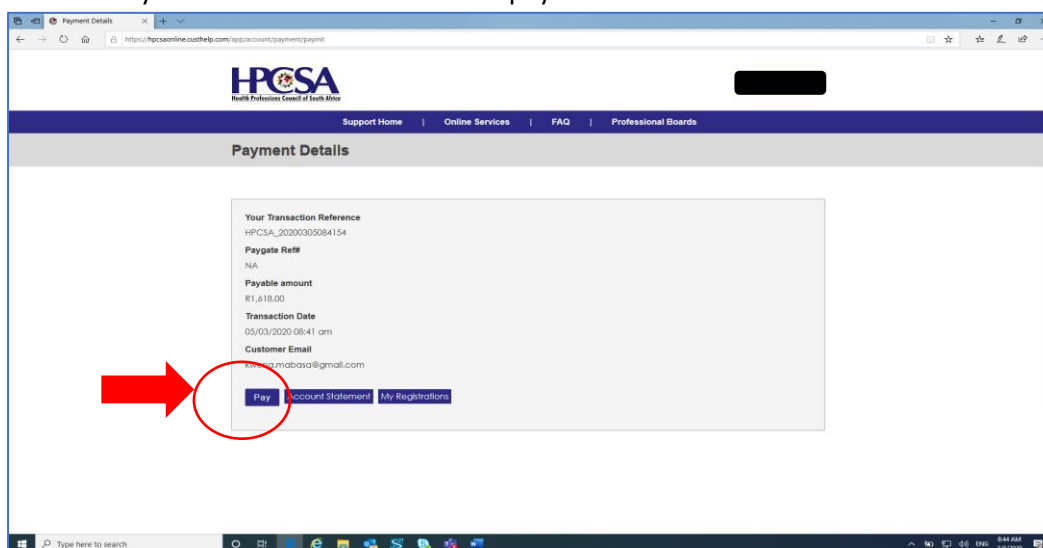 Payment Details
https://hpcsaonline.custhelp.com/app/account/payment/payinit
HPCSA
Health Professions Council of South Africa
Support Home | Online Services | FAQ | Professional Boards
Payment Details
Your Transaction Reference
HPCSA_20200305084154
Paygate Ref#
NA
Payable amount
R1,618.00
Transaction Date
05/03/2020 08:41 am
Customer Email
Pay Account Statement My Registrations
Type here to search
ENG 8:44 AM